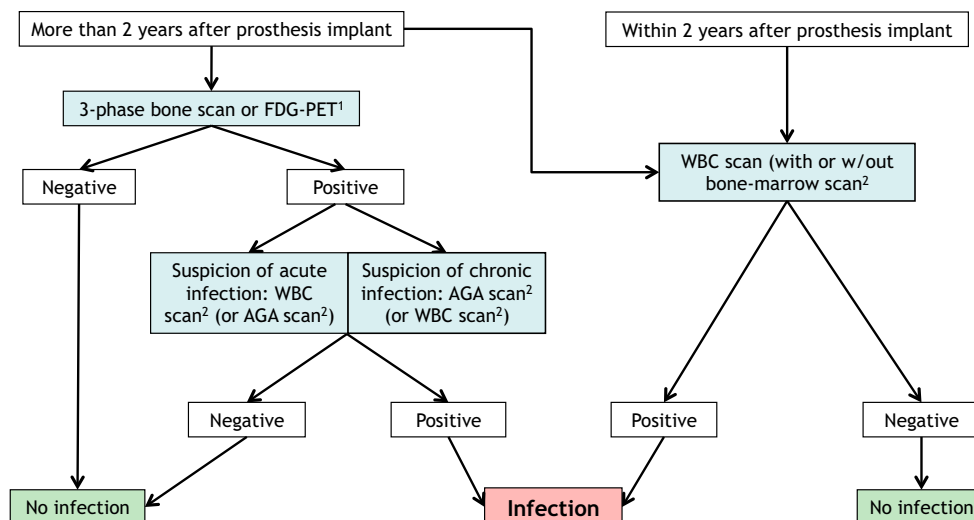 More than 2 years after prosthesis implant
Within 2 years after prosthesis implant
3-phase bone scan or FDG-PET¹
WBC scan (with or w/out
bone-marrow scan²
Negative
Positive
Suspicion of acute
infection: WBC
scan² (or AGA scan²)
Suspicion of chronic
infection: AGA scan²
(or WBC scan²)
Negative
Positive
Positive
Negative
No infection
Infection
No infection